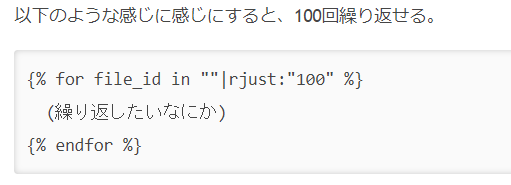 以下のような感じに感じにすると、100回繰り返せる。
{% for file_id in ""|rjust:"100" %}
(繰り返したいなにか)
{% endfor %}